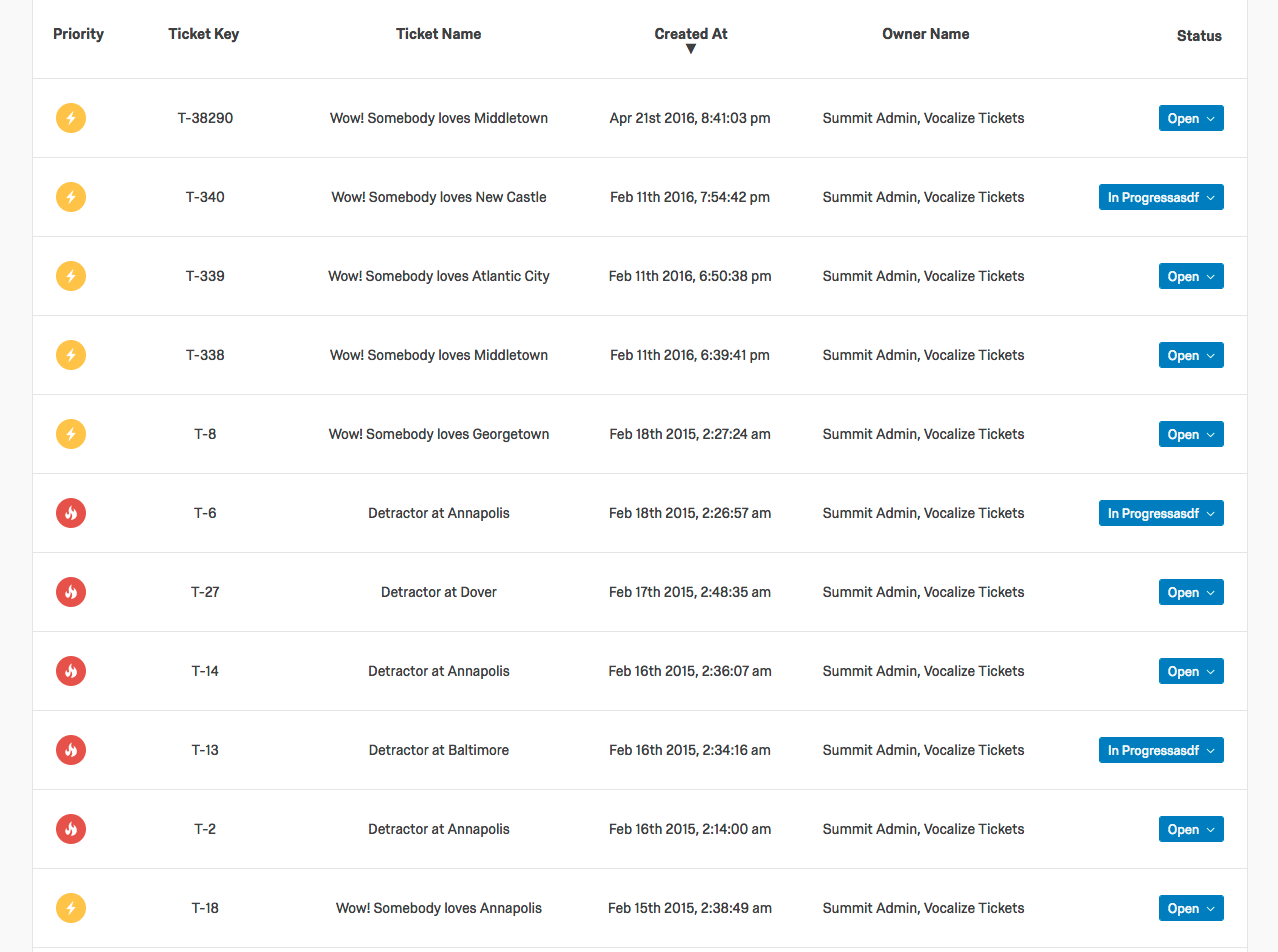 Priority Ticket Key Ticket Name Created At Owner Name Status
T-38290 Wow! Somebody loves Middletown Apr 21st 2016, 8:41:03 pm Summit Admin, Vocalize Tickets Open
T-340 Wow! Somebody loves New Castle Feb 11th 2016, 7:54:42 pm Summit Admin, Vocalize Tickets In Progressasdf
T-339 Wow! Somebody loves Atlantic City Feb 11th 2016, 6:50:38 pm Summit Admin, Vocalize Tickets Open
T-338 Wow! Somebody loves Middletown Feb 11th 2016, 6:39:41 pm Summit Admin, Vocalize Tickets Open
T-8 Wow! Somebody loves Georgetown Feb 18th 2015, 2:27:24 am Summit Admin, Vocalize Tickets Open
T-6 Detractor at Annapolis Feb 18th 2015, 2:26:57 am Summit Admin, Vocalize Tickets In Progressasdf
T-27 Detractor at Dover Feb 17th 2015, 2:48:35 am Summit Admin, Vocalize Tickets Open
T-14 Detractor at Annapolis Feb 16th 2015, 2:36:07 am Summit Admin, Vocalize Tickets Open
T-13 Detractor at Baltimore Feb 16th 2015, 2:34:16 am Summit Admin, Vocalize Tickets In Progressasdf
T-2 Detractor at Annapolis Feb 16th 2015, 2:14:00 am Summit Admin, Vocalize Tickets Open
T-18 Wow! Somebody loves Annapolis Feb 15th 2015, 2:38:49 am Summit Admin, Vocalize Tickets Open